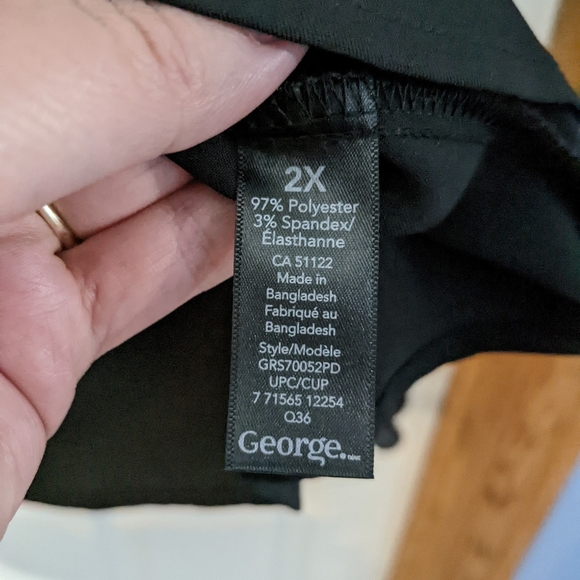 2X
97% Polyester
3% Spandex/
Élasthanne
CA 51122
Made in
Bangladesh
Fabriqué au
Bangladesh
Style/Modèle
GRS70052PD
UPC/CUP
7 71565 12254
Q36
George.